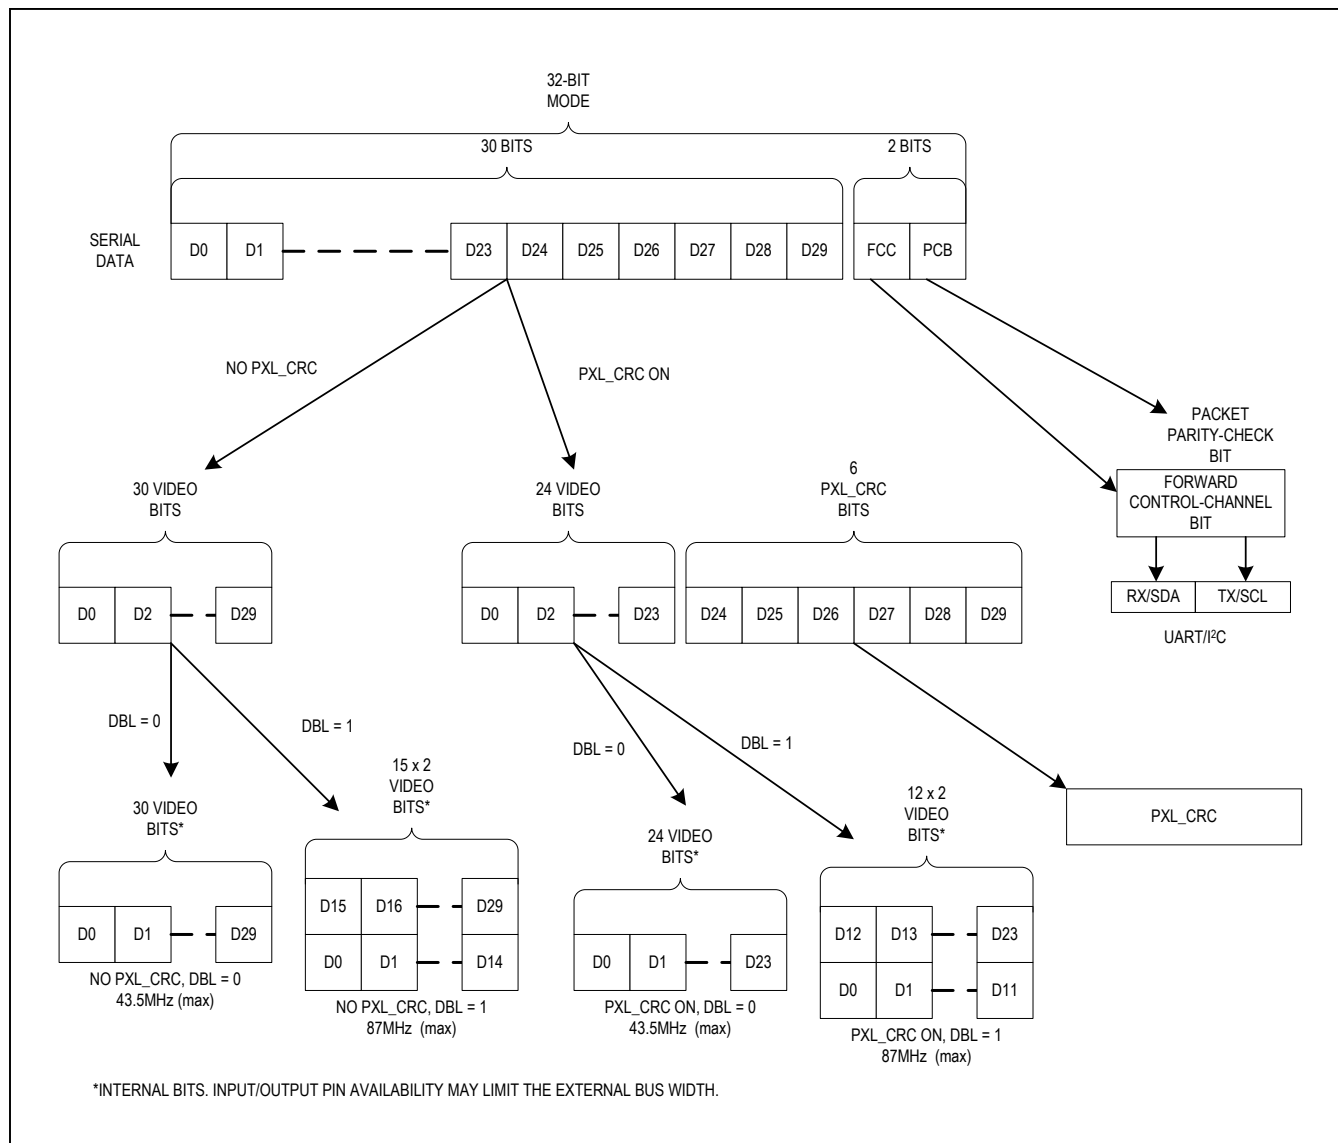 32-BIT
MODE
30 BITS
2 BITS
SERIAL
DATA
D0 D1 D23 D24 D25 D26 D27 D28 D29 FCC PCB
NO PXL_CRC
PXL_CRC ON
PACKET
PARITY-CHECK
BIT
FORWARD
CONTROL-CHANNEL
BIT
RX/SDA TX/SCL
UART/I²C
30 VIDEO
BITS
24 VIDEO
BITS
6
PXL_CRC
BITS
D0 D2 D29
D0 D2 D23
D24 D25 D26 D27 D28 D29
DBL = 0
DBL = 1
DBL = 0
DBL = 1
30 VIDEO
BITS*
15 x 2
VIDEO
BITS*
24 VIDEO
BITS*
12 x 2
VIDEO
BITS*
PXL_CRC
D0 D1 D29
NO PXL_CRC, DBL = 0
43.5MHz (max)
D15 D16 D29
D0 D1 D14
NO PXL_CRC, DBL = 1
87MHz (max)
D0 D1 D23
PXL_CRC ON, DBL = 0
43.5MHz (max)
D12 D13 D23
D0 D1 D11
PXL_CRC ON, DBL = 1
87MHz (max)
*INTERNAL BITS. INPUT/OUTPUT PIN AVAILABILITY MAY LIMIT THE EXTERNAL BUS WIDTH.